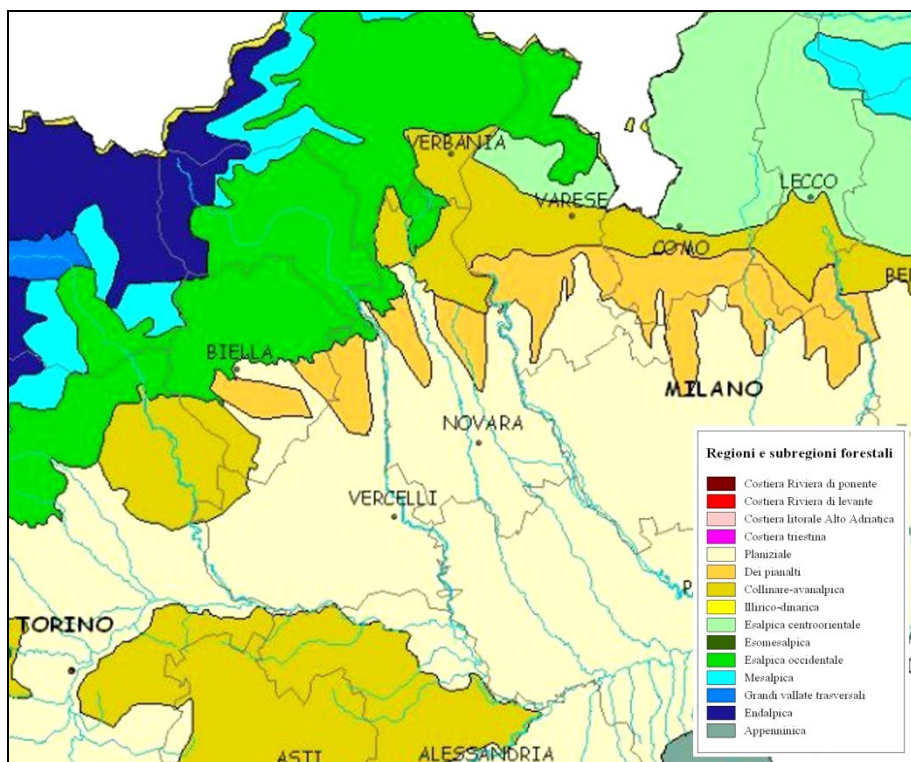 VERBANIA
LECCO
VARESE
COMO
BER
BIELLA
MILANO
NOVARA
VERCELLI
P
TORINO
ASTI
ALESSANDRIA
Regioni e subregioni forestali
Costiera Riviera di ponente
Costiera Riviera di levante
Costiera litorale Alto Adriatica
Costiera triestina
Planiziale
Dei pianalti
Collinare-avanalpica
Illirico-dinarica
Esalpica centroorientale
Esomesalpica
Esalpica occidentale
Mesalpica
Grandi vallate trasversali
Endalpica
Appenninica